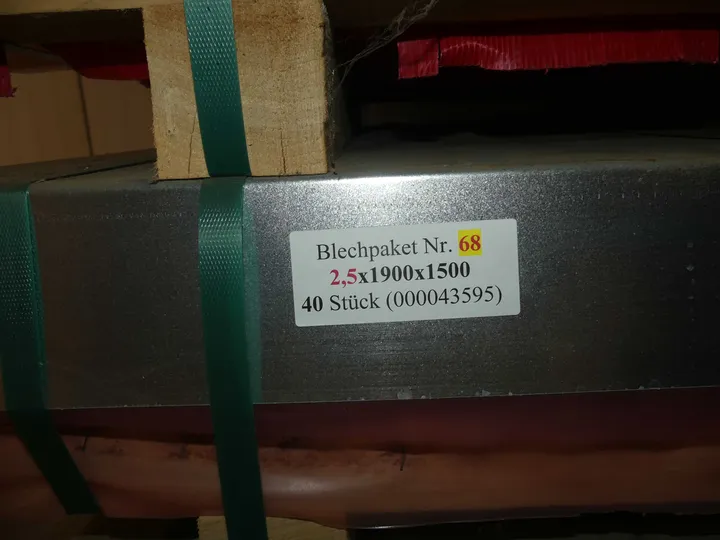 Blechpaket Nr. 68
2,5x1900x1500
40 Stück (000043595)